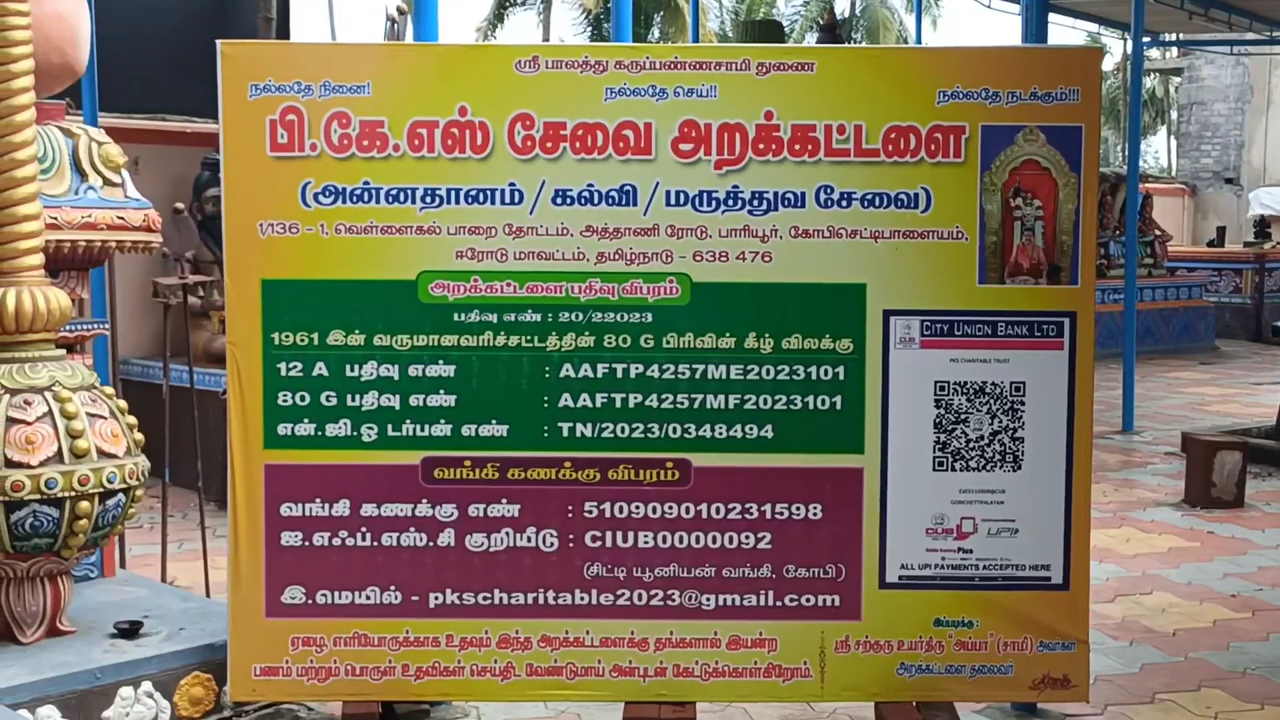 ஸ்ரீ பாலத்து கருப்பண்ணசாமி துணை
நல்லதே நினை! நல்லதே செய்!! நல்லதே நடக்கும்!!!
பி.கே.எஸ் சேவை அறக்கட்டளை
(அன்னதானம் / கல்வி / மருத்துவ சேவை)
1/136 - 1, வெள்ளைகல் பாறை தோட்டம், அத்தாணி ரோடு, பாரியூர், கோபிசெட்டிபாளையம்,
ஈரோடு மாவட்டம், தமிழ்நாடு - 638 476
அறக்கட்டளை பதிவு விபரம்
பதிவு எண் : 20/22023
1961 இன் வருமானவரிச்சட்டத்தின் 80 G பிரிவின் கீழ் விலக்கு
12 A பதிவு எண் : AAFTP4257ME2023101
80 G பதிவு எண் : AAFTP4257MF2023101
என்.ஜி.ஓ டர்பன் எண் : TN/2023/0348494
வங்கி கணக்கு விபரம்
வங்கி கணக்கு எண் : 510909010231598
ஐ.எஃப்.எஸ்.சி குறியீடு : CIUB0000092
(சிட்டி யூனியன் வங்கி, கோபி)
இ.மெயில் - pkscharitable2023@gmail.com
CITY UNION BANK LTD
CUB
PKS CHARITABLE TRUST
GOBICHETTIPALAYAM
CUB
UPI
ALL UPI PAYMENTS ACCEPTED HERE
ஏழை, எளியோருக்காக உதவும் இந்த அறக்கட்டளைக்கு தங்களால் இயன்ற
பணம் மற்றும் பொருள் உதவிகள் செய்திட வேண்டுமாய் அன்புடன் கேட்டுக்கொள்கிறோம்.
இப்படிக்கு :
ஸ்ரீ சற்குரு உயர்திரு "அப்பா" (சாமி) அவர்கள்
அறக்கட்டளை தலைவர்